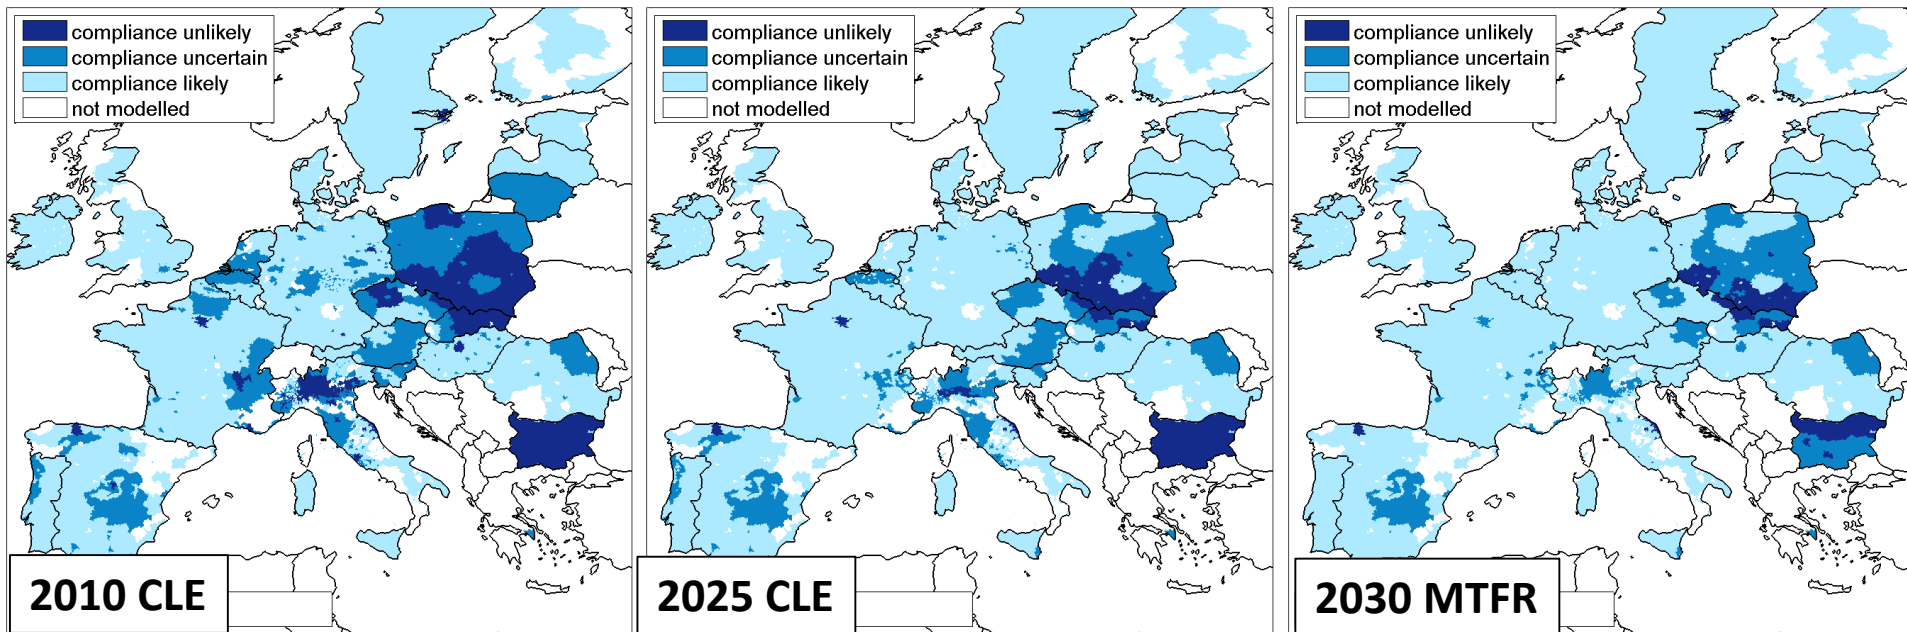 compliance unlikely
compliance uncertain
compliance likely
not modelled
2010 CLE
compliance unlikely
compliance uncertain
compliance likely
not modelled
2025 CLE
compliance unlikely
compliance uncertain
compliance likely
not modelled
2030 MTFR